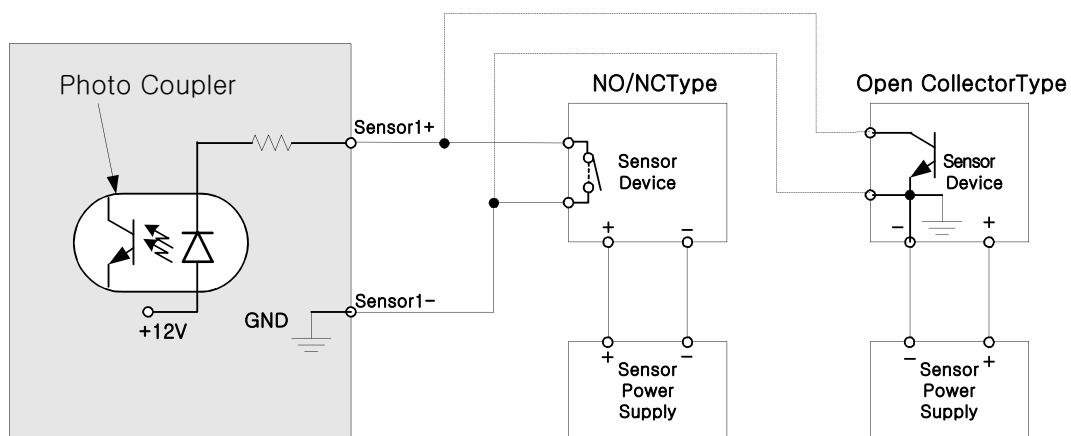 Photo Coupler
Sensor1+
+12V
GND
Sensor1-
NO/NCType
Sensor
Device
+ -
+ -
Sensor
Power
Supply
Open CollectorType
Sensor
Device
- +
- +
Sensor
Power
Supply